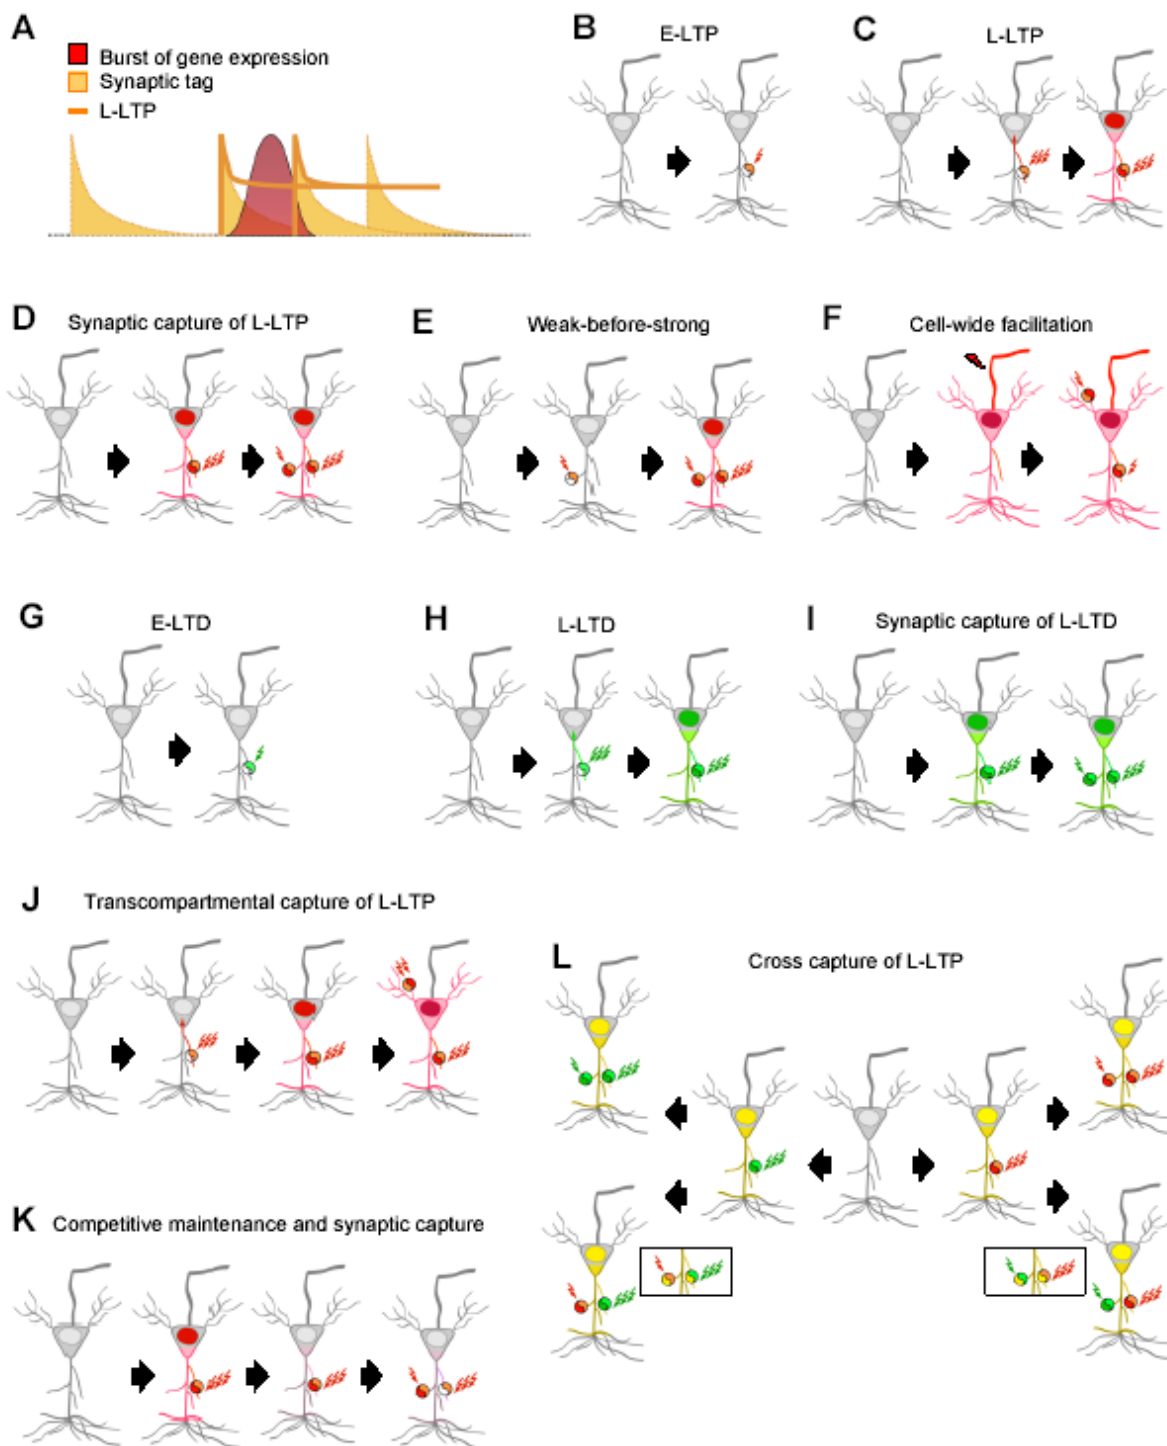 A
Burst of gene expression
Synaptic tag
L-LTP
B
E-LTP
C
L-LTP
D
Synaptic capture of L-LTP
E
Weak-before-strong
F
Cell-wide facilitation
G
E-LTD
H
L-LTD
I
Synaptic capture of L-LTD
J
Transcompartmental capture of L-LTP
L
Cross capture of L-LTP
K
Competitive maintenance and synaptic capture